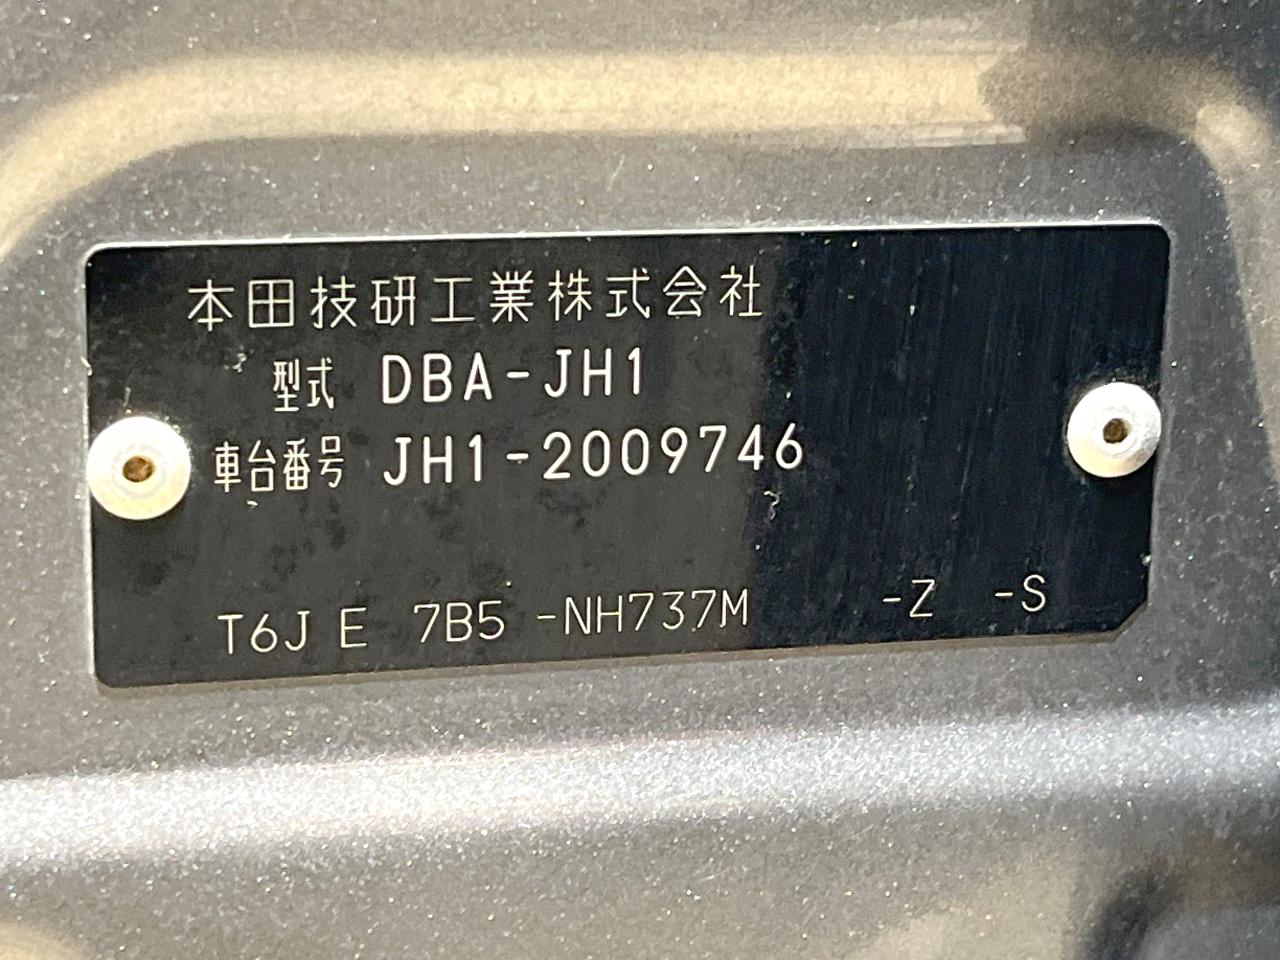 本田技研工業株式会社
型式 DBA-JH1
車台番号 JH1-2009746
T6J E 7B5 -NH737M -Z -S